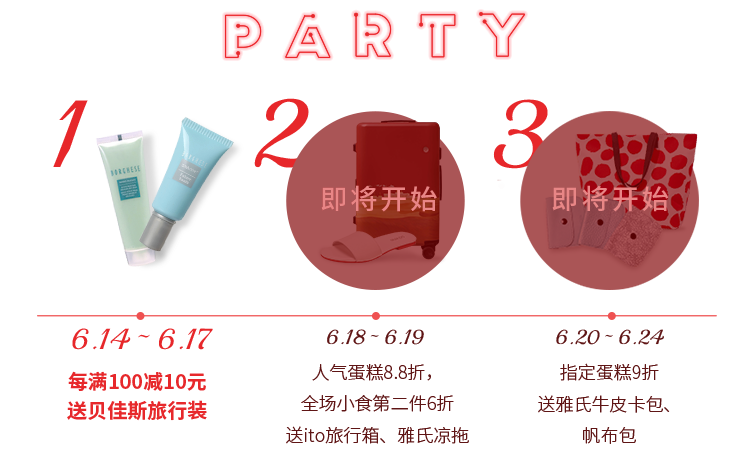 PARTY
1
2
3
BORGHESE
即将开始
即将开始
6.14~6.17
6.18~6.19
6.20~6.24
每满100减10元
送贝佳斯旅行装
人气蛋糕8.8折，
全场小食第二件6折
送ito旅行箱、雅氏凉拖
指定蛋糕9折
送雅氏牛皮卡包、
帆布包